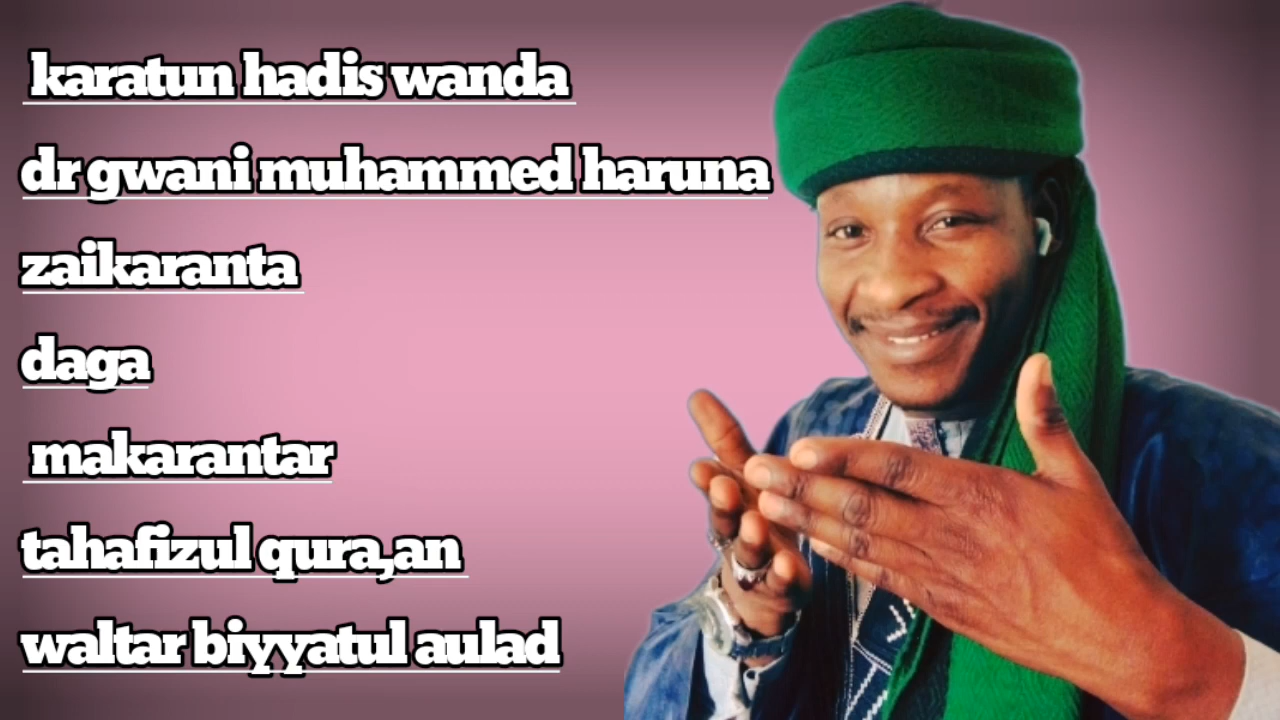 karatun hadis wanda
dr gwani muhammed haruna
zaikaranta
daga
makarantar
tahafizul qura,an
waltar biyyatul aulad